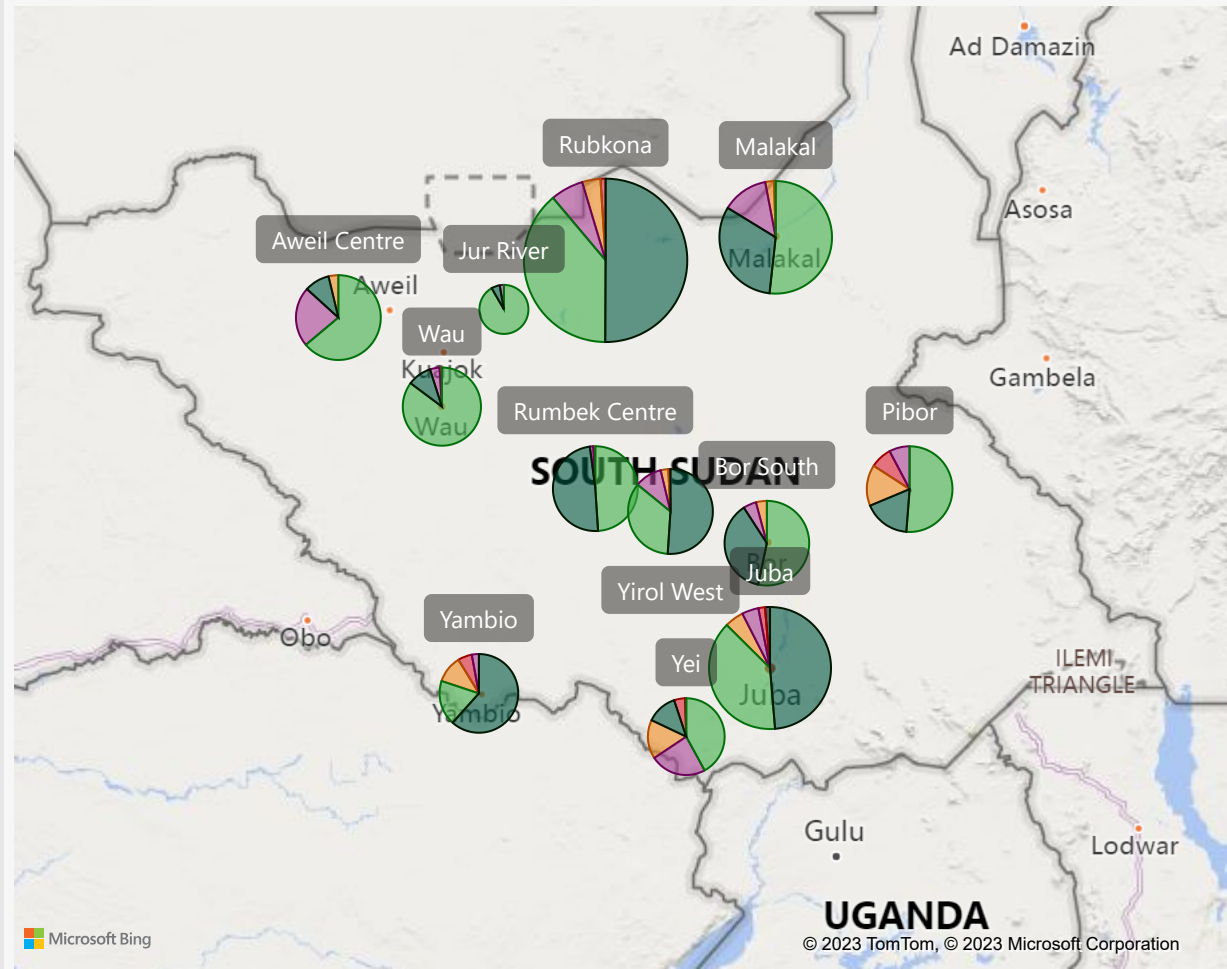 Ad Damazin
Rubkona
Malakal
Asosa
Aweil Centre
Jur River
Malakal
Aweil
Wau
Kuajok
Gambela
Rumbek Centre
Pibor
Wau
SOUTH SUDAN
Bor South
Bor
Juba
Yirol West
Yambio
Obo
Yei
ILEMI
TRIANGLE
Juba
Yambio
Gulu
Lodwar
UGANDA
Microsoft Bing
© 2023 TomTom, © 2023 Microsoft Corporation